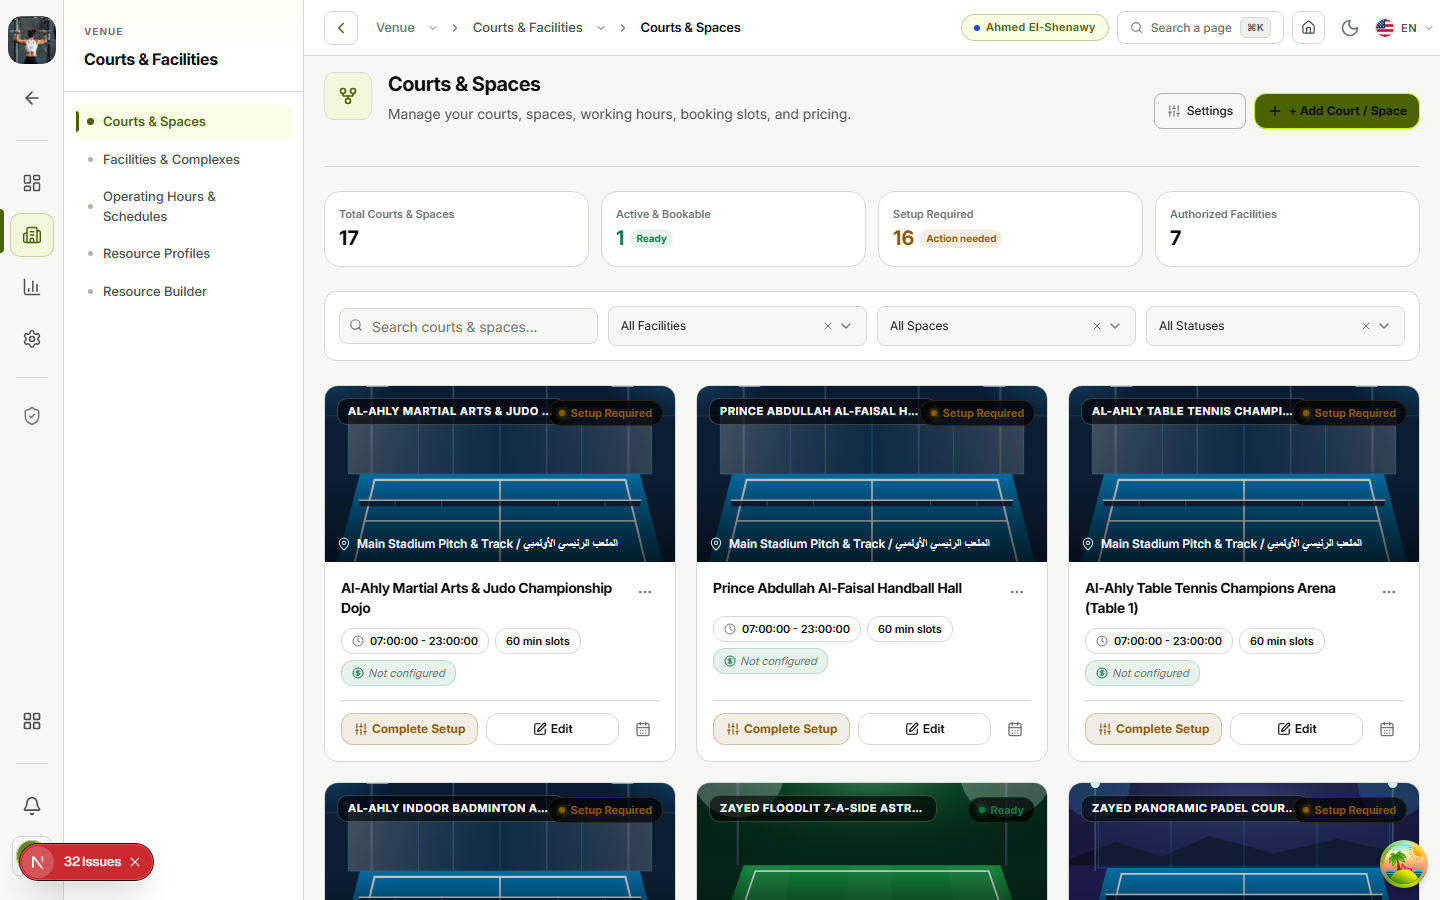 VENUE
Courts & Facilities
Courts & Spaces
Facilities & Complexes
Operating Hours &
Schedules
Resource Profiles
Resource Builder
32 Issues
Venue
Courts & Facilities
Courts & Spaces
Ahmed El-Shenawy
Search a page
⌘K
EN
Courts & Spaces
Manage your courts, spaces, working hours, booking slots, and pricing.
Settings
+ Add Court / Space
Total Courts & Spaces
17
Active & Bookable
1 Ready
Setup Required
16 Action needed
Authorized Facilities
7
Search courts & spaces...
All Facilities
All Spaces
All Statuses
AL-AHLY MARTIAL ARTS & JUDO ...
Setup Required
Main Stadium Pitch & Track / الملعب الرئيسي الأولمبي
Al-Ahly Martial Arts & Judo Championship
Dojo
07:00:00 - 23:00:00
60 min slots
Not configured
Complete Setup
Edit
PRINCE ABDULLAH AL-FAISAL H...
Setup Required
Main Stadium Pitch & Track / الملعب الرئيسي الأولمبي
Prince Abdullah Al-Faisal Handball Hall
07:00:00 - 23:00:00
60 min slots
Not configured
Complete Setup
Edit
AL-AHLY TABLE TENNIS CHAMPI...
Setup Required
Main Stadium Pitch & Track / الملعب الرئيسي الأولمبي
Al-Ahly Table Tennis Champions Arena
(Table 1)
07:00:00 - 23:00:00
60 min slots
Not configured
Complete Setup
Edit
AL-AHLY INDOOR BADMINTON A...
Setup Required
ZAYED FLOODLIT 7-A-SIDE ASTR...
Ready
ZAYED PANORAMIC PADEL COUR...
Setup Required